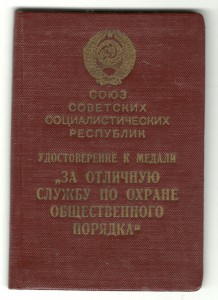 СОЮЗ
СОВЕТСКИХ
СОЦИАЛИСТИЧЕСКИХ
РЕСПУБЛИК
УДОСТОВЕРЕНИЕ К МЕДАЛИ
„ЗА ОТЛИЧНУЮ
СЛУЖБУ ПО ОХРАНЕ
ОБЩЕСТВЕННОГО
ПОРЯДКА“